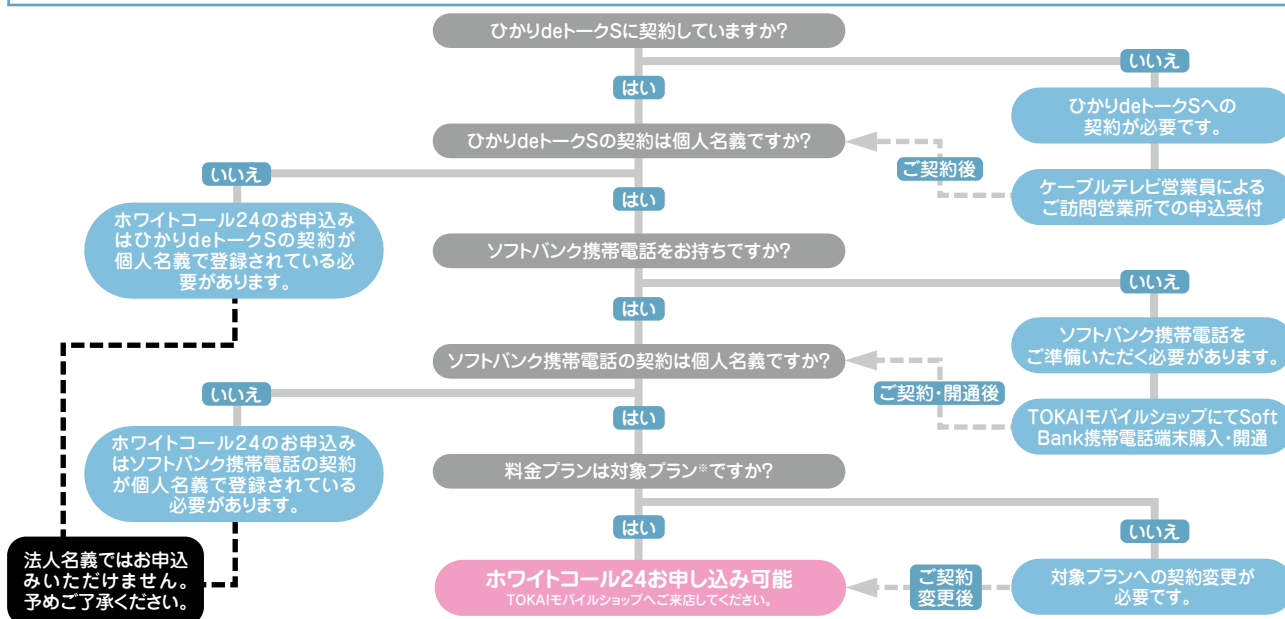 ひかりdeトークSに契約していますか?
いいえ
はい
ひかりdeトークSへの
契約が必要です。
ひかりdeトークSの契約は個人名義ですか?
ご契約後
いいえ
ケーブルテレビ営業員による
ご訪問営業所での申込受付
はい
ホワイトコール24のお申込み
はひかりdeトークSの契約が
個人名義で登録されている必
要があります。
ソフトバンク携帯電話をお持ちですか?
いいえ
はい
ソフトバンク携帯電話を
ご準備いただく必要があります。
ソフトバンク携帯電話の契約は個人名義ですか?
ご契約・開通後
いいえ
TOKAIモバイルショップにてSoft
Bank携帯電話端末購入・開通
はい
ホワイトコール24のお申込み
はソフトバンク携帯電話の契約
が個人名義で登録されている
必要があります。
料金プランは対象プラン※ですか?
はい
いいえ
法人名義ではお申込
みいただけません。
予めご了承ください。
ホワイトコール24お申し込み可能
TOKAIモバイルショップへご来店してください。
ご契約
変更後
対象プランへの契約変更が
必要です。